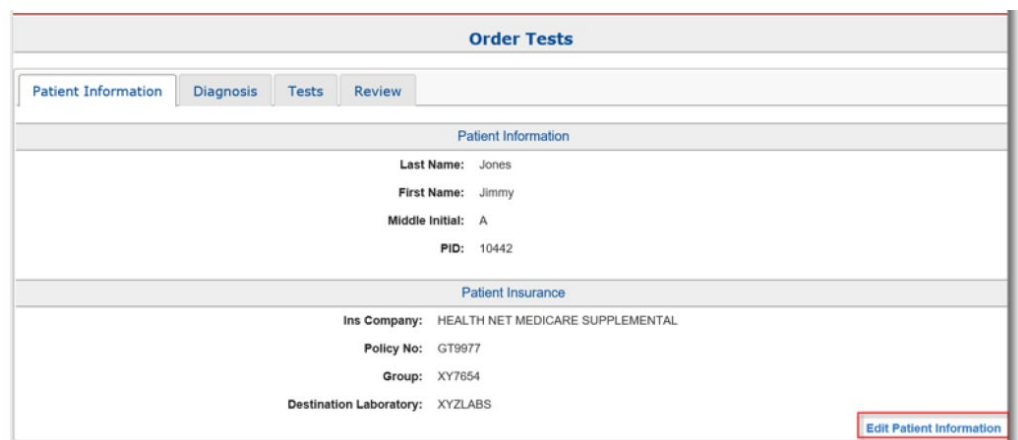 Order Tests
Patient Information Diagnosis Tests Review
Patient Information
Last Name: Jones
First Name: Jimmy
Middle Initial: A
PID: 10442
Patient Insurance
Ins Company: HEALTH NET MEDICARE SUPPLEMENTAL
Policy No: GT9977
Group: XY7654
Destination Laboratory: XYZLABS
Edit Patient Information